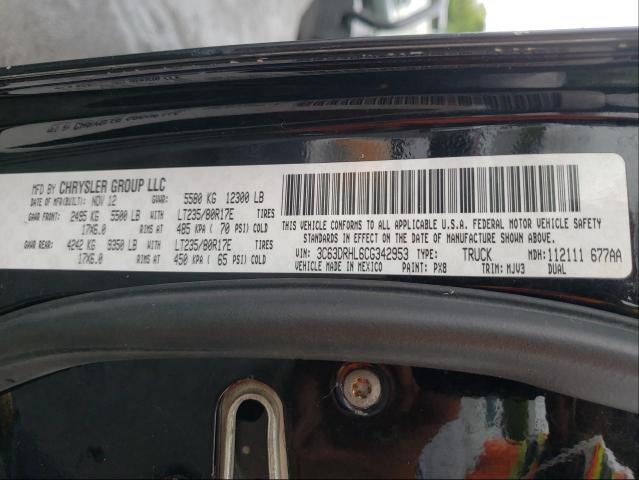 MFD BY CHRYSLER GROUP LLC
DATE OF MFR(BUILT): NOV 12 GVWR: 5580 KG 12300 LB
GAWR FRONT: 2495 KG 5500 LB WITH LT235/80R17E TIRES
17X6.0 RIMS AT 485 KPA ( 70 PSI) COLD
GAWR REAR: 4242 KG 9350 LB WITH LT235/80R17E TIRES
17X6.0 RIMS AT 450 KPA ( 65 PSI) COLD
THIS VEHICLE CONFORMS TO ALL APPLICABLE U.S.A. FEDERAL MOTOR VEHICLE SAFETY
STANDARDS IN EFFECT ON THE DATE OF MANUFACTURE SHOWN ABOVE.
VIN: 3C63DRHL6CG342953 TYPE: TRUCK MDH: 112111 677AA
VEHICLE MADE IN MEXICO PAINT: PX8 TRIM: MJV3 DUAL